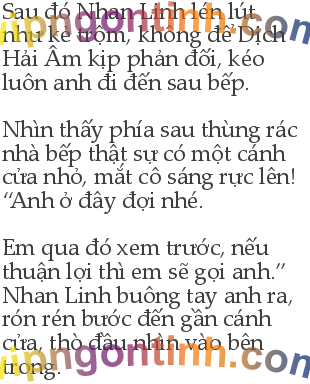 Sau đó Nhan Linh lén lút
như kẻ trộm, không để Dịch
Hải Âm kịp phản đối, kéo
luôn anh đi đến sau bếp.
Nhìn thấy phía sau thùng rác
nhà bếp thật sự có một cánh
cửa nhỏ, mắt cô sáng rực lên!
“Anh ở đây đợi nhé.
Em qua đó xem trước, nếu
thuận lợi thì em sẽ gọi anh.”
Nhan Linh buông tay anh ra,
rón rén bước đến gần cánh
cửa, thò đầu nhìn vào bên
trong.
vipngontinh.com
vipngontinh.com